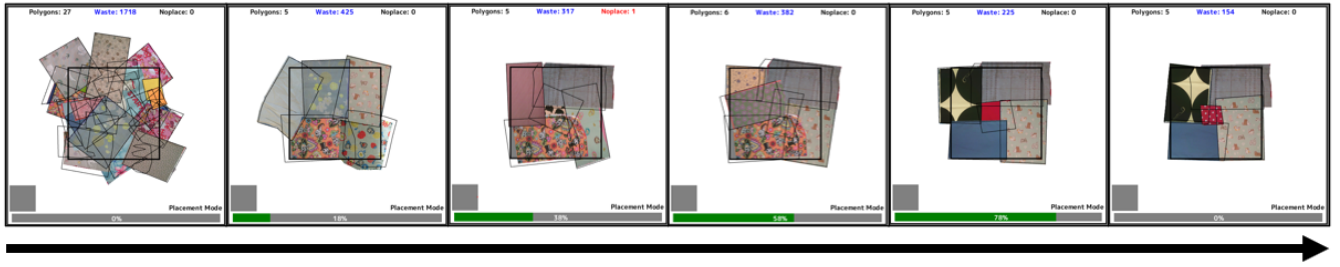 Polygons: 27 Waste: 1718 Noplace: 0
Placement Mode
0%
Polygons: 5 Waste: 425 Noplace: 0
Placement Mode
18%
Polygons: 5 Waste: 317 Noplace: 1
Placement Mode
38%
Polygons: 6 Waste: 382 Noplace: 0
Placement Mode
58%
Polygons: 5 Waste: 225 Noplace: 0
Placement Mode
78%
Polygons: 5 Waste: 154 Noplace: 0
Placement Mode
0%